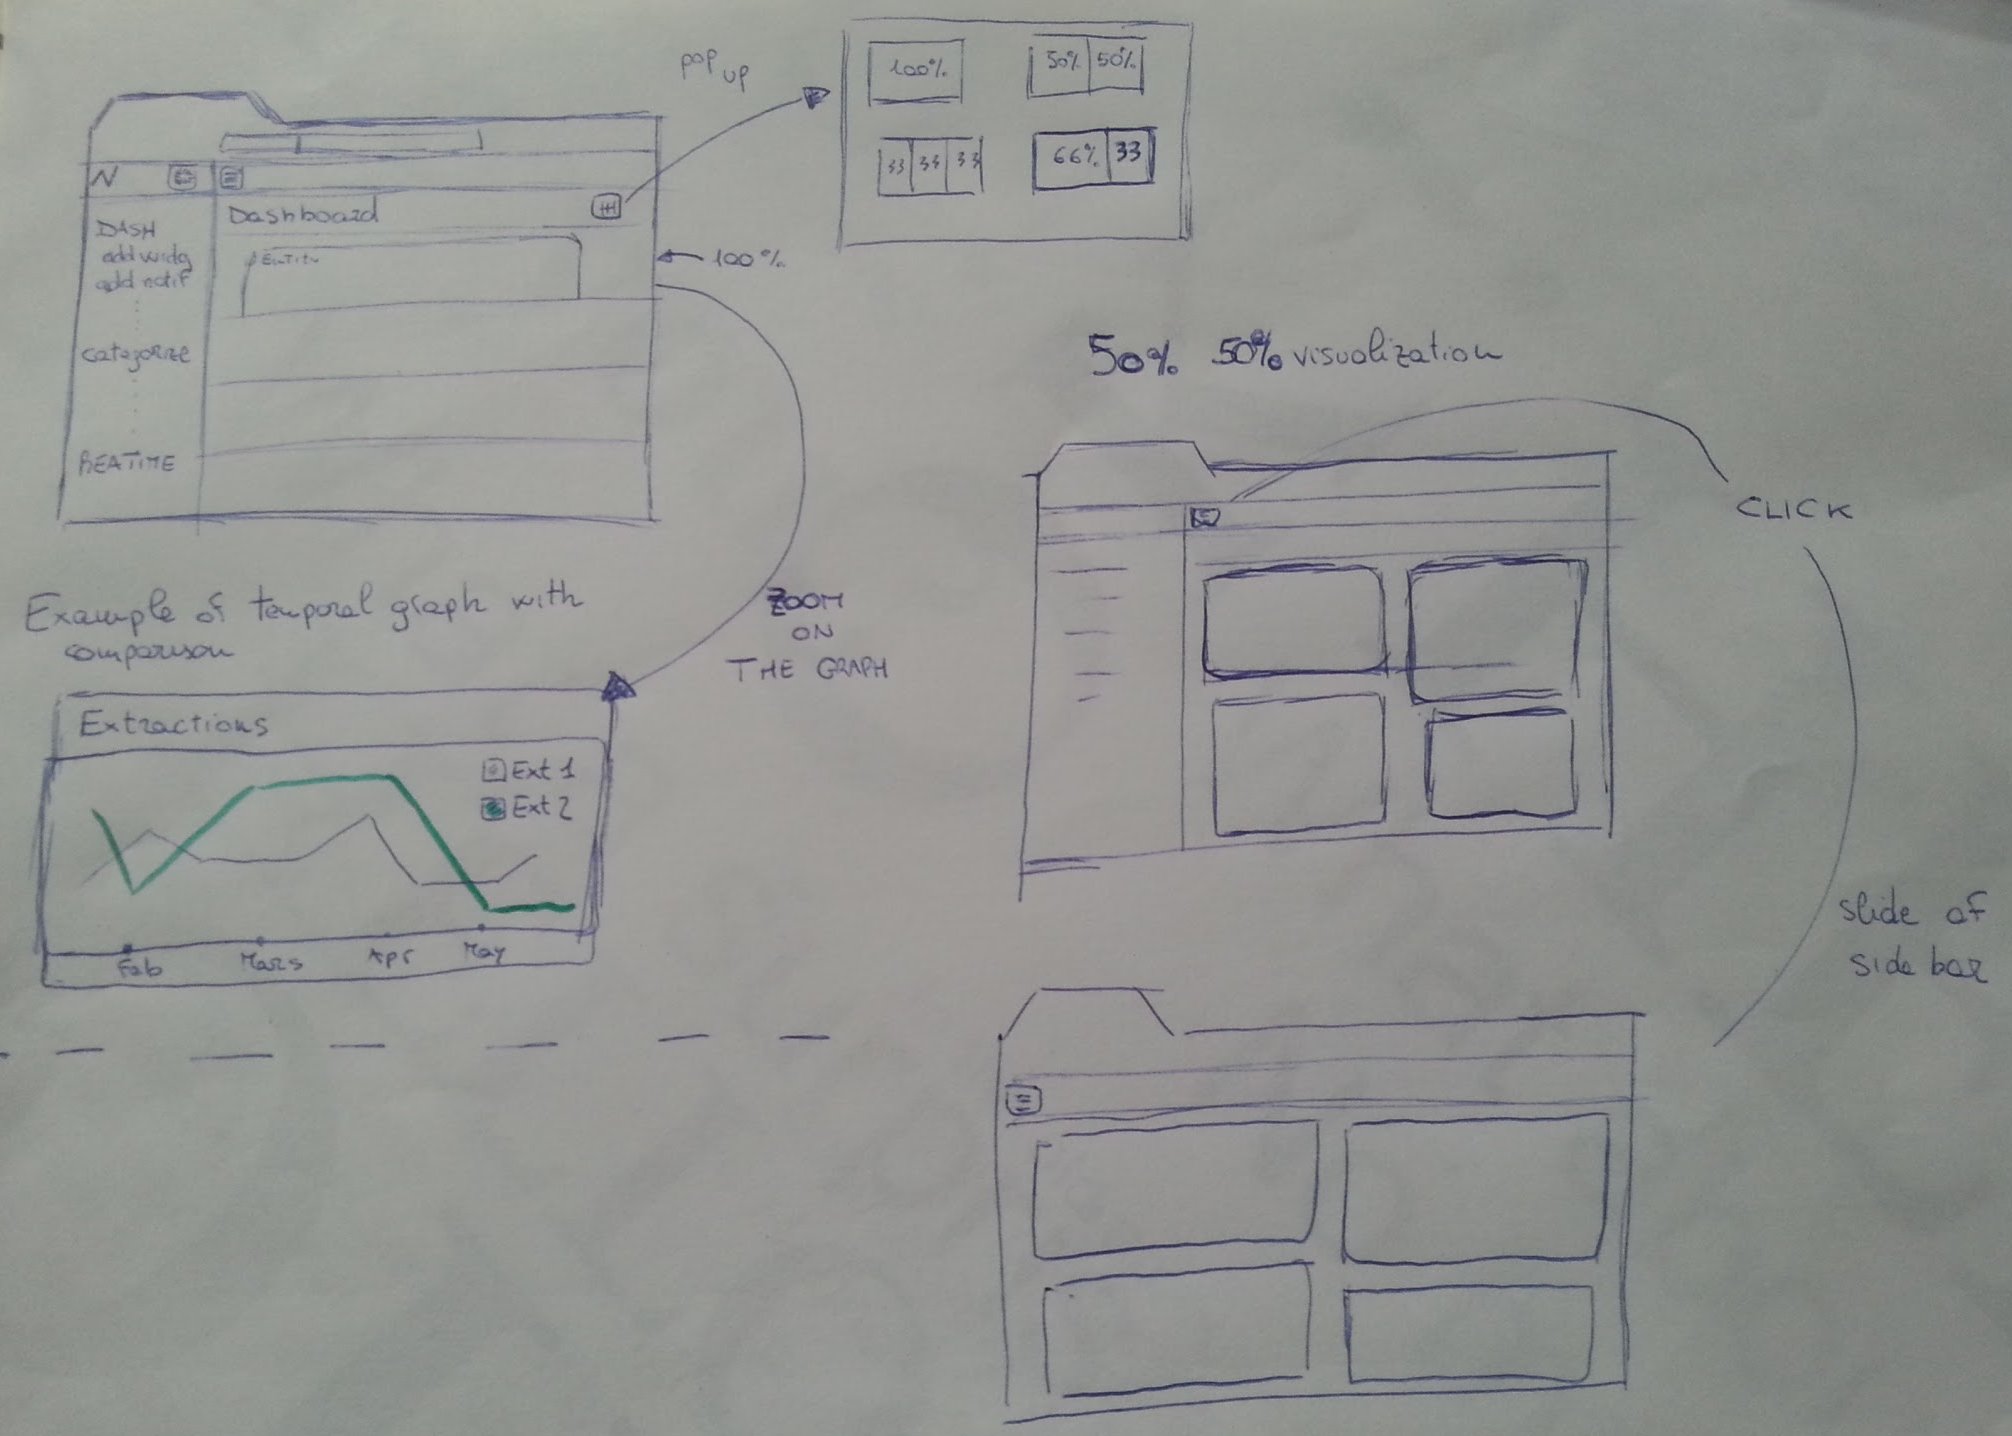 pop up
100%
50% 50%
33 33 33
66% 33
N
Dashboard
DASH
add widg
add notif
categorize
REATIME
100%
50% 50% visualization
CLICK
ZOOM
ON
THE GRAPH
Example of temporal graph with
comparison
Extractions
Ext 1
Ext 2
Feb Mars Apr May
slide of
side bar